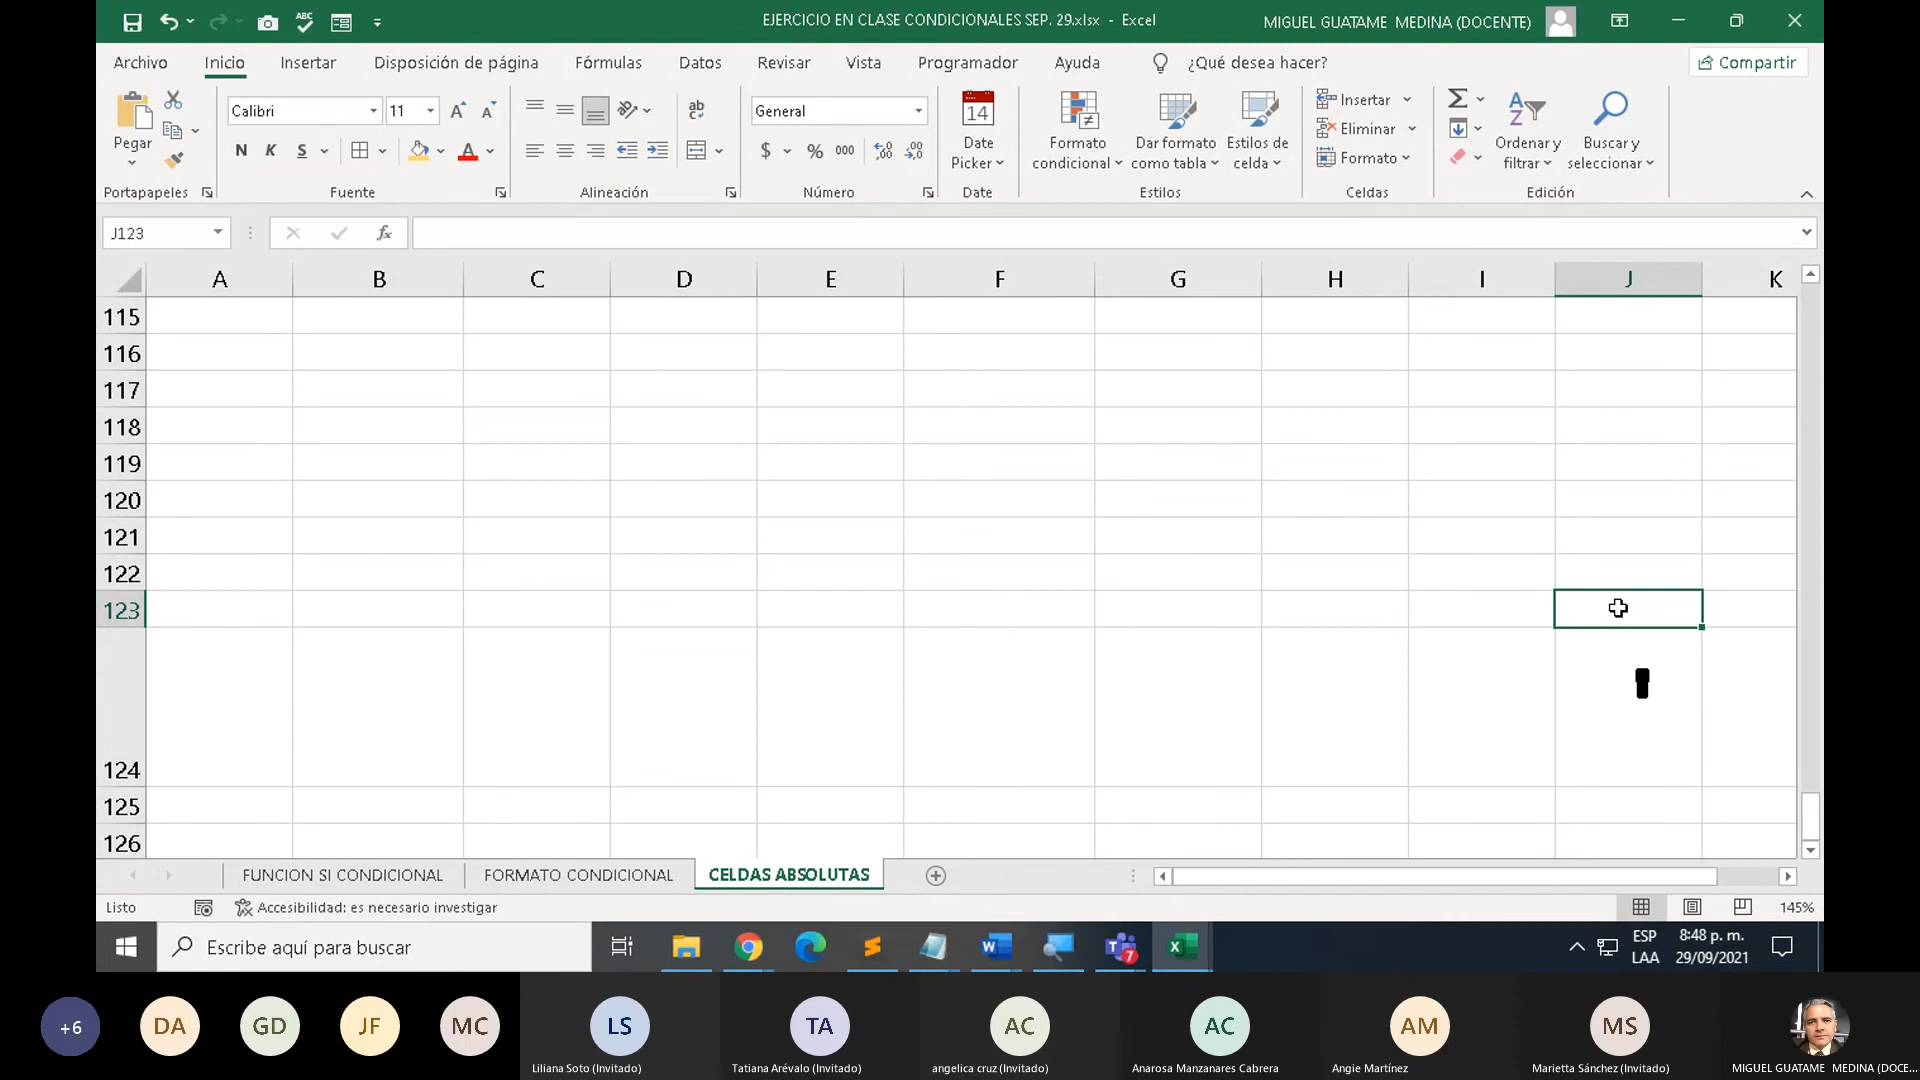 EJERCICIO EN CLASE CONDICIONALES SEP. 29.xlsx - Excel
MIGUEL GUATAME MEDINA (DOCENTE)
Archivo Inicio Insertar Disposición de página Fórmulas Datos Revisar Vista Programador Ayuda ¿Qué desea hacer? Compartir
Pegar
Portapapeles
Calibri 11
N K S
Fuente
Alineación
General
$ % 000
Número
14
Date Picker
Date
Formato condicional
Dar formato como tabla
Estilos de celda
Estilos
Insertar
Eliminar
Formato
Celdas
Ordenar y filtrar
Buscar y seleccionar
Edición
J123 fx
A B C D E F G H I J K
115
116
117
118
119
120
121
122
123
124
125
126
FUNCION SI CONDICIONAL FORMATO CONDICIONAL CELDAS ABSOLUTAS
Listo Accesibilidad: es necesario investigar 145%
Escribe aquí para buscar
7
ESP
LAA
8:48 p. m.
29/09/2021
+6 DA GD JF MC LS TA AC AC AM MS
Liliana Soto (Invitado) Tatiana Arévalo (Invitado) angelica cruz (Invitado) Anarosa Manzanares Cabrera Angie Martínez Marietta Sánchez (Invitado) MIGUEL GUATAME MEDINA (DOCE...